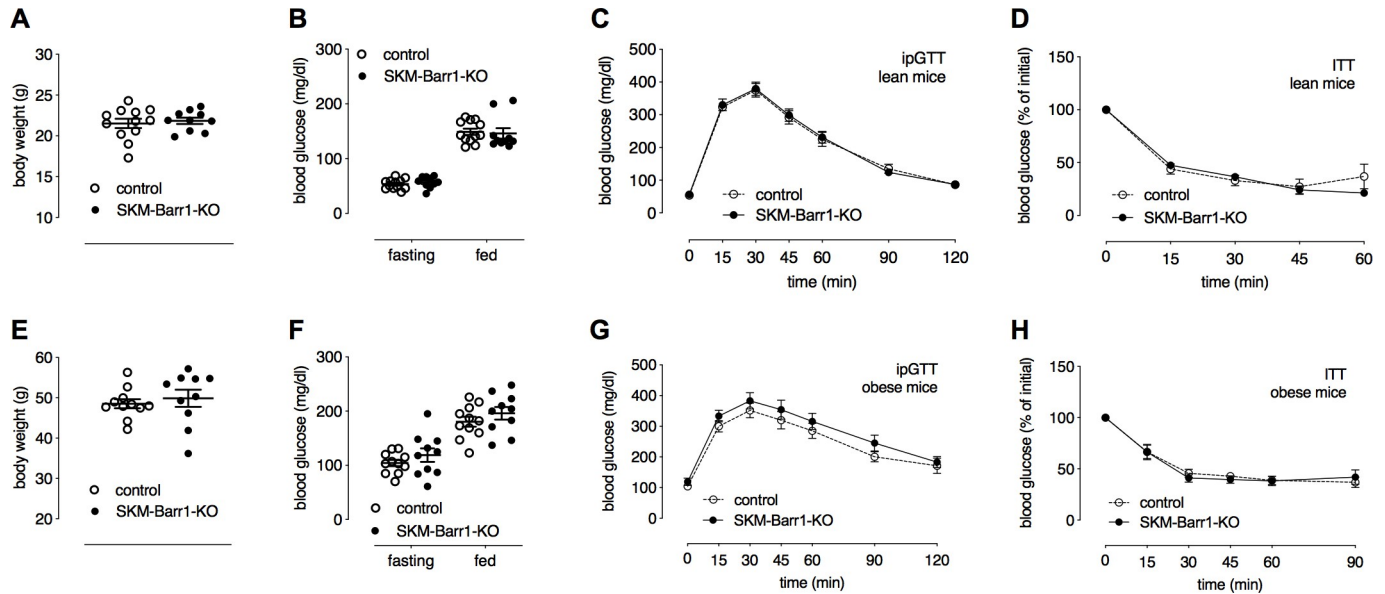 A
body weight (g)
30
25
20
15
10
control
SKM-Barr1-KO
B
blood glucose (mg/dl)
300
200
100
0
control
SKM-Barr1-KO
fasting
fed
C
blood glucose (mg/dl)
500
400
300
200
100
0
ipGTT
lean mice
control
SKM-Barr1-KO
0 15 30 45 60 90 120
time (min)
D
blood glucose (% of initial)
150
100
50
0
ITT
lean mice
control
SKM-Barr1-KO
0 15 30 45 60
time (min)
E
body weight (g)
60
50
40
30
20
control
SKM-Barr1-KO
F
blood glucose (mg/dl)
300
200
100
0
control
SKM-Barr1-KO
fasting
fed
G
blood glucose (mg/dl)
500
400
300
200
100
0
ipGTT
obese mice
control
SKM-Barr1-KO
0 15 30 45 60 90 120
time (min)
H
blood glucose (% of initial)
150
100
50
0
ITT
obese mice
control
SKM-Barr1-KO
0 15 30 45 60 90
time (min)